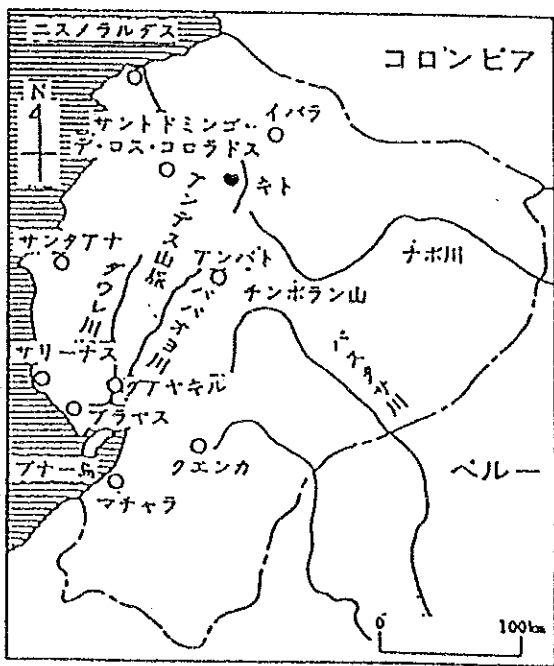 ニスメラルデス
コロンビア
N
サントドミンゴ・
デ・ロス・コロラドス
イバラ
キト
アンデス山脈
サンタアナ
ダウレ川
アンバト
ババオヨ川
チンボラン山
ナポ川
パスタサ川
サリーナス
グアヤキル
プラヤス
プナー島
クエンカ
マチャラ
ペルー
0
100km